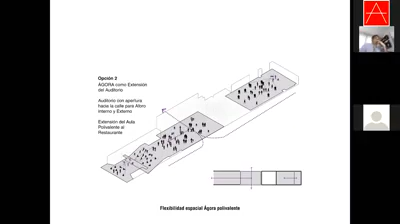 Opción 2
ÁGORA como Extensión
del Auditorio
Auditorio con apertura
hacia la calle para Aforo
interno y Externo
Extensión del Aula
Polivalente al
Restaurante
Flexibilidad espacial Ágora polivalente